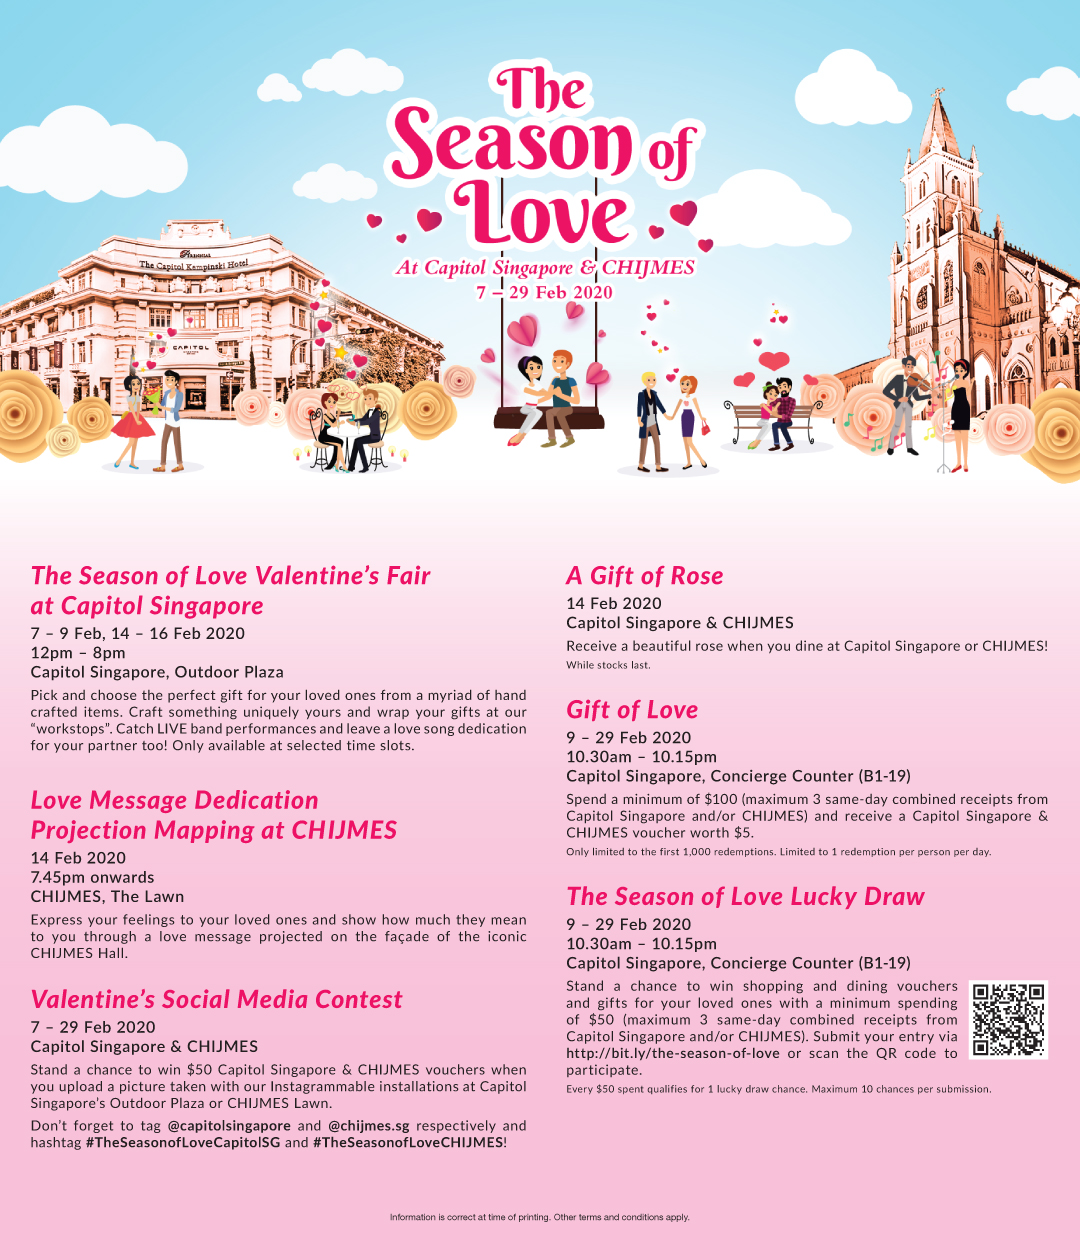 The
Season of
Love
At Capitol Singapore & CHIJMES
7 – 29 Feb 2020
The Capitol Kempinski Hotel
CAPITOL
The Season of Love Valentine's Fair
at Capitol Singapore
7 – 9 Feb, 14 – 16 Feb 2020
12pm – 8pm
Capitol Singapore, Outdoor Plaza
Pick and choose the perfect gift for your loved ones from a myriad of hand
crafted items. Craft something uniquely yours and wrap your gifts at our
“workstops”. Catch LIVE band performances and leave a love song dedication
for your partner too! Only available at selected time slots.
Love Message Dedication
Projection Mapping at CHIJMES
14 Feb 2020
7.45pm onwards
CHIJMES, The Lawn
Express your feelings to your loved ones and show how much they mean
to you through a love message projected on the façade of the iconic
CHIJMES Hall.
Valentine's Social Media Contest
7 – 29 Feb 2020
Capitol Singapore & CHIJMES
Stand a chance to win $50 Capitol Singapore & CHIJMES vouchers when
you upload a picture taken with our Instagrammable installations at Capitol
Singapore's Outdoor Plaza or CHIJMES Lawn.
Don't forget to tag @capitolsingapore and @chijmes.sg respectively and
hashtag #TheSeasonofLoveCapitolSG and #TheSeasonofLoveCHIJMES!
A Gift of Rose
14 Feb 2020
Capitol Singapore & CHIJMES
Receive a beautiful rose when you dine at Capitol Singapore or CHIJMES!
While stocks last.
Gift of Love
9 – 29 Feb 2020
10.30am – 10.15pm
Capitol Singapore, Concierge Counter (B1-19)
Spend a minimum of $100 (maximum 3 same-day combined receipts from
Capitol Singapore and/or CHIJMES) and receive a Capitol Singapore &
CHIJMES voucher worth $5.
Only limited to the first 1,000 redemptions. Limited to 1 redemption per person per day.
The Season of Love Lucky Draw
9 – 29 Feb 2020
10.30am – 10.15pm
Capitol Singapore, Concierge Counter (B1-19)
Stand a chance to win shopping and dining vouchers
and gifts for your loved ones with a minimum spending
of $50 (maximum 3 same-day combined receipts from
Capitol Singapore and/or CHIJMES). Submit your entry via
http://bit.ly/the-season-of-love or scan the QR code to
participate.
Every $50 spent qualifies for 1 lucky draw chance. Maximum 10 chances per submission.
Information is correct at time of printing. Other terms and conditions apply.